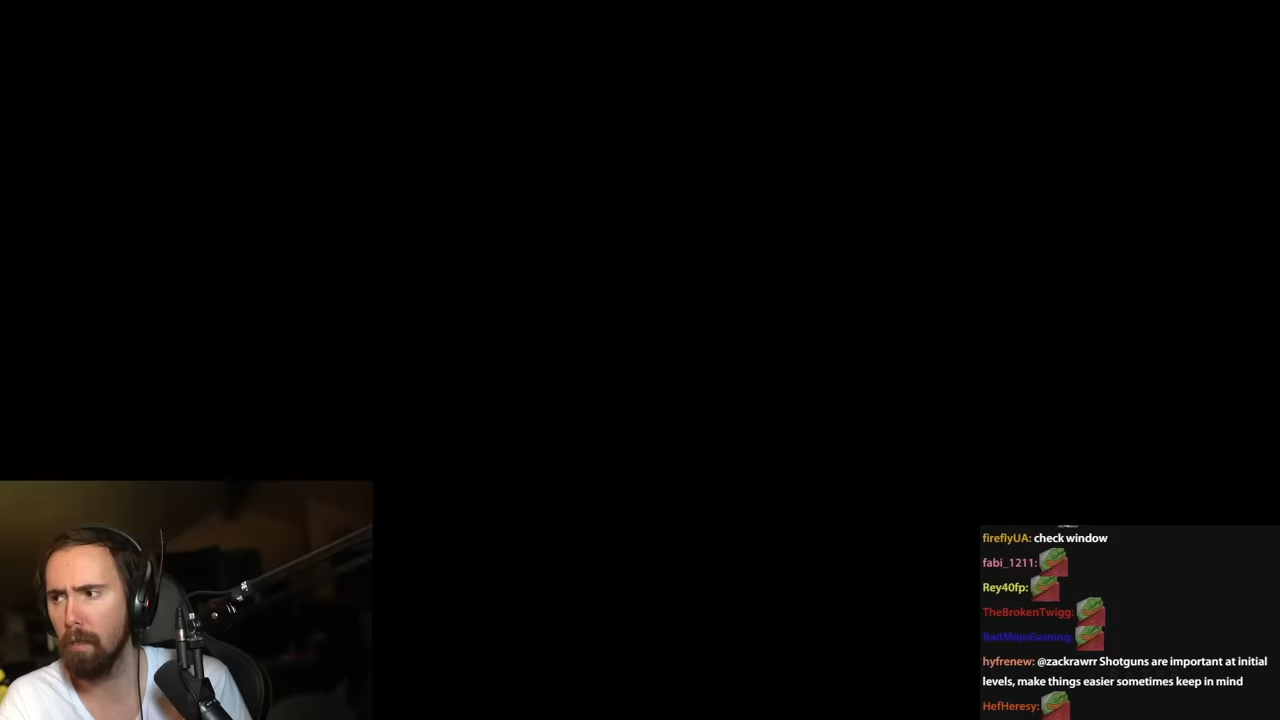 fireflyUA: check window
fabi_1211:
Rey40fp:
TheBrokenTwigg:
BadMojoGaming:
hyfrenew: @zackrawrr Shotguns are important at initial
levels, make things easier sometimes keep in mind
HefHeresy: